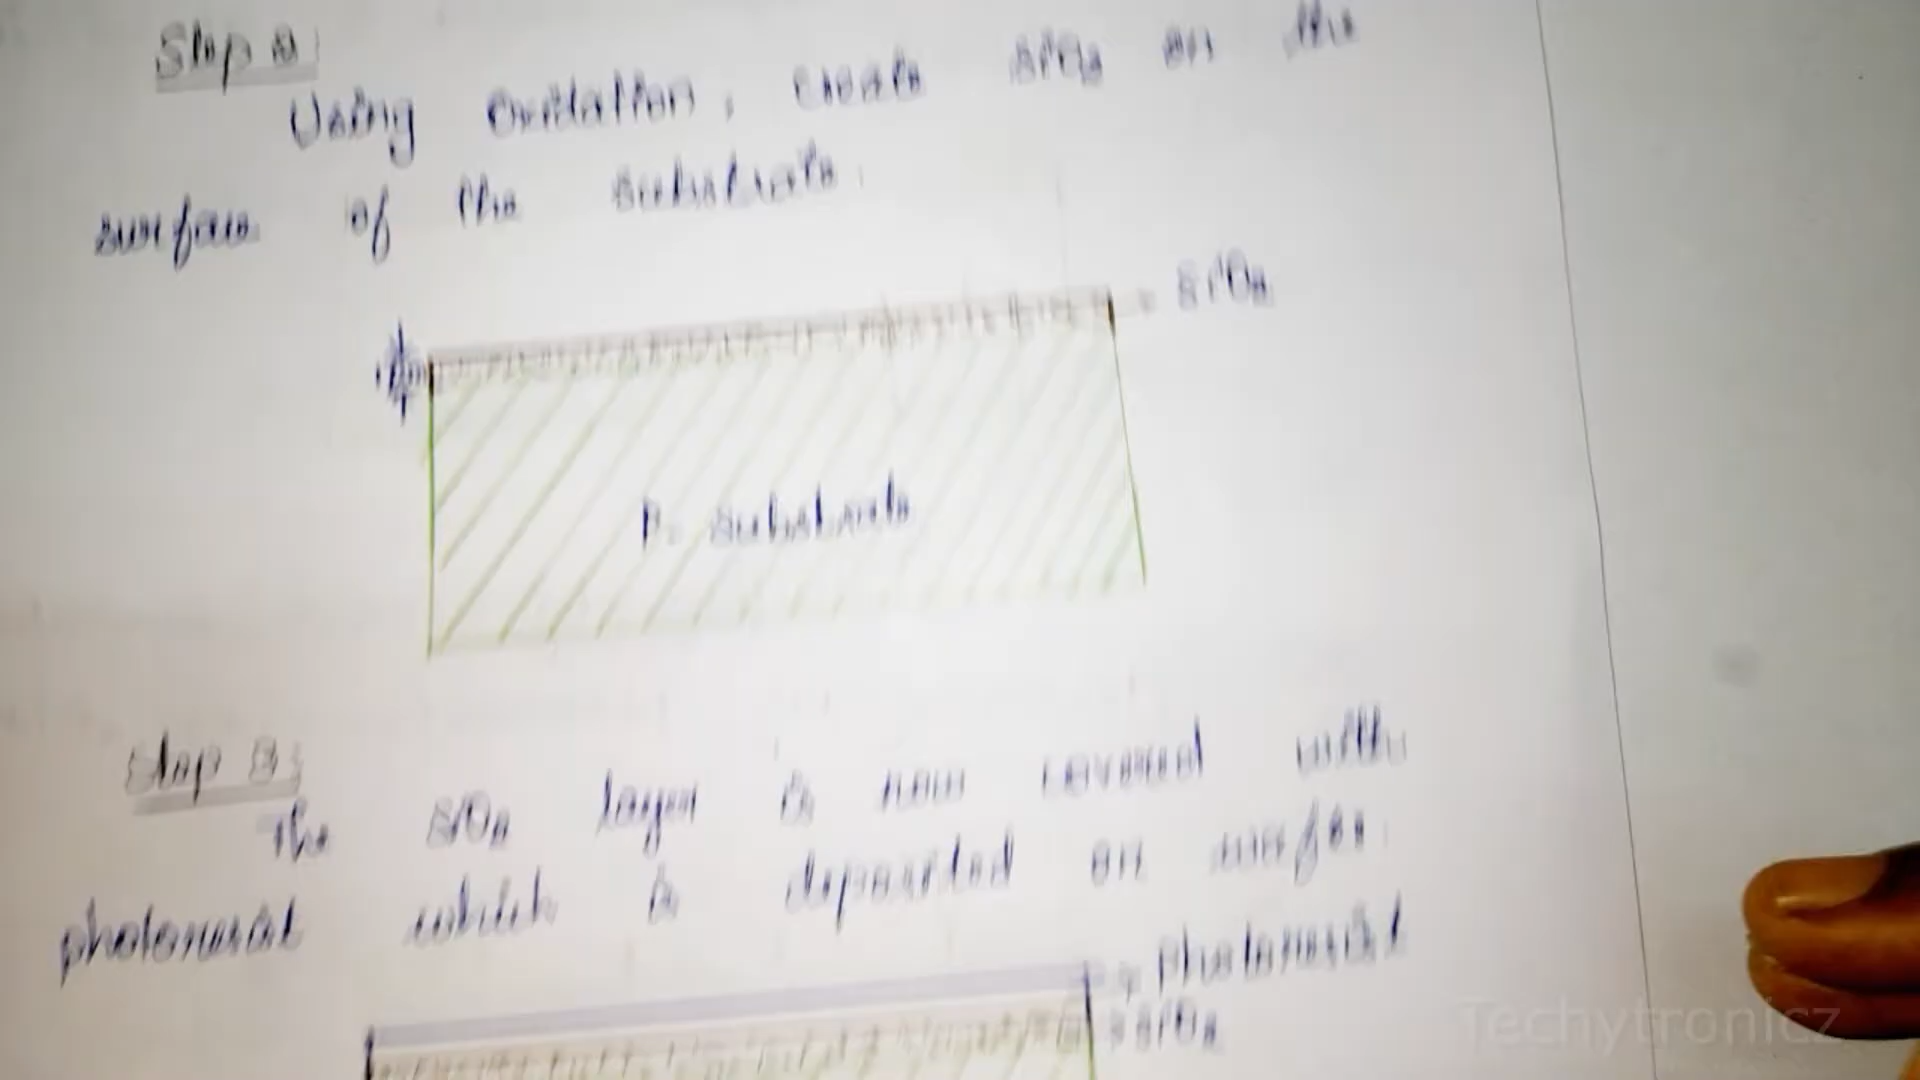 Step 2:
Using oxidation, create SiO2 on the
surface of the substrate.
SiO2
P- substrate
Step 3:
The SiO2 layer is now covered with
photoresist which is deposited on wafer.
Photoresist
SiO2
Techytronicz